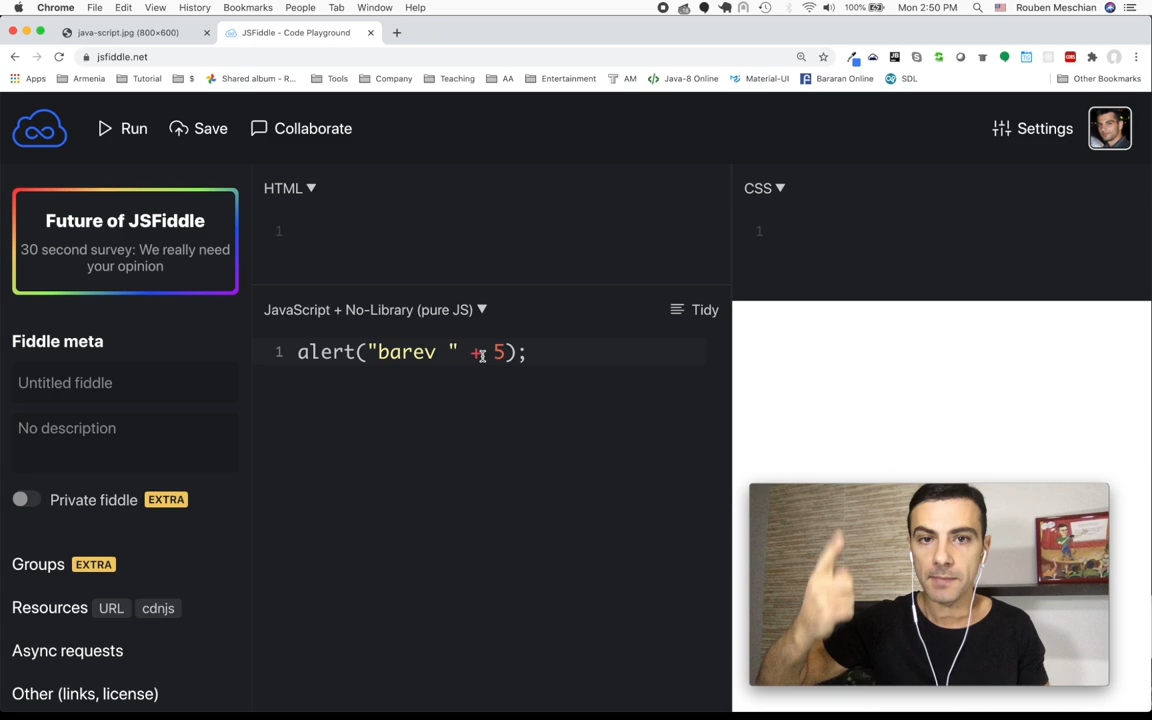 Chrome File Edit View History Bookmarks People Tab Window Help 100% Mon 2:50 PM Rouben Meschian
java-script.jpg (800×600) JSFiddle - Code Playground
jsfiddle.net
Apps Armenia Tutorial $ Shared album - R... Tools Company Teaching AA Entertainment AM Java-8 Online Material-UI Bararan Online SDL Other Bookmarks
Run Save Collaborate Settings
HTML ▼ CSS ▼
Future of JSFiddle
30 second survey: We really need
your opinion
1 1
JavaScript + No-Library (pure JS) ▼ Tidy
Fiddle meta
1 alert("barev " + 5);
Untitled fiddle
No description
Private fiddle EXTRA
Groups EXTRA
Resources URL cdnjs
Async requests
Other (links, license)